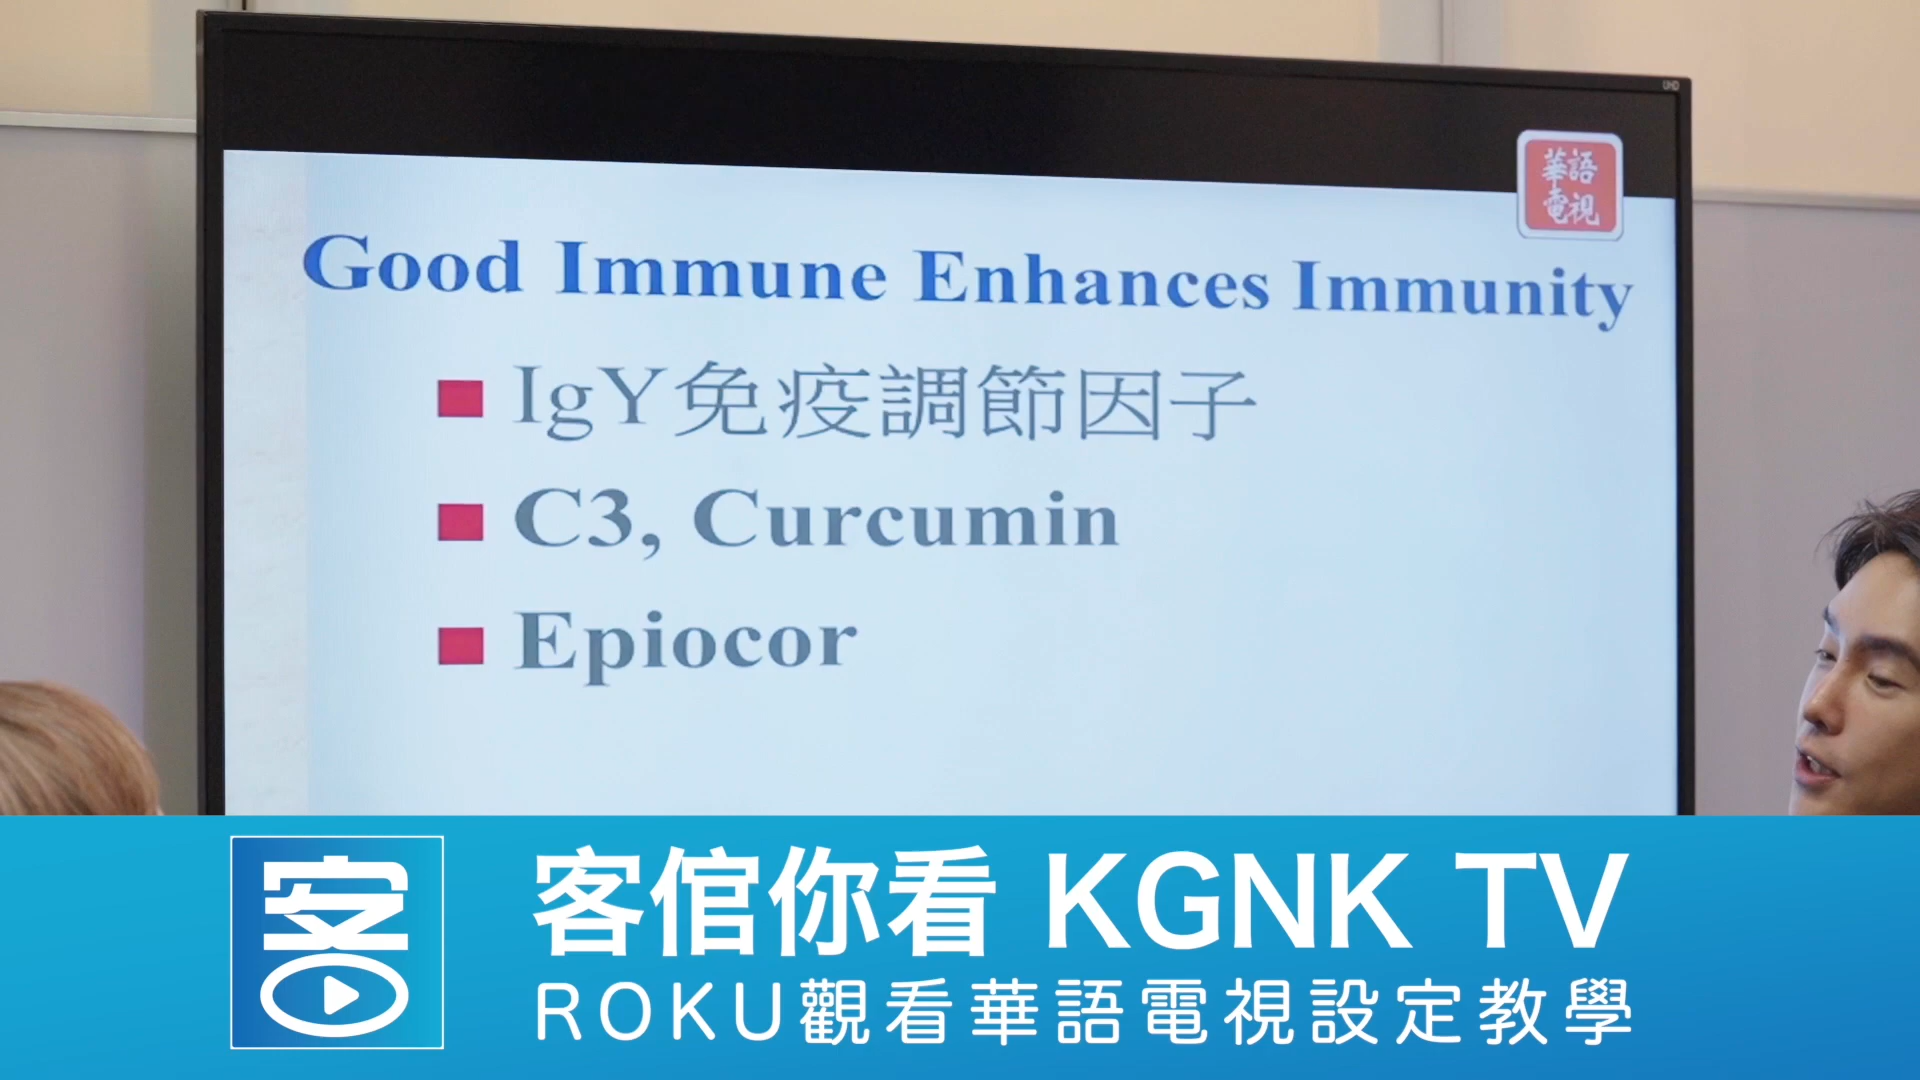 UHD
華語
電視
Good Immune Enhances Immunity
IgY免疫調節因子
C3, Curcumin
Epiocor
客
客倌你看 KGNK TV
ROKU觀看華語電視設定教學